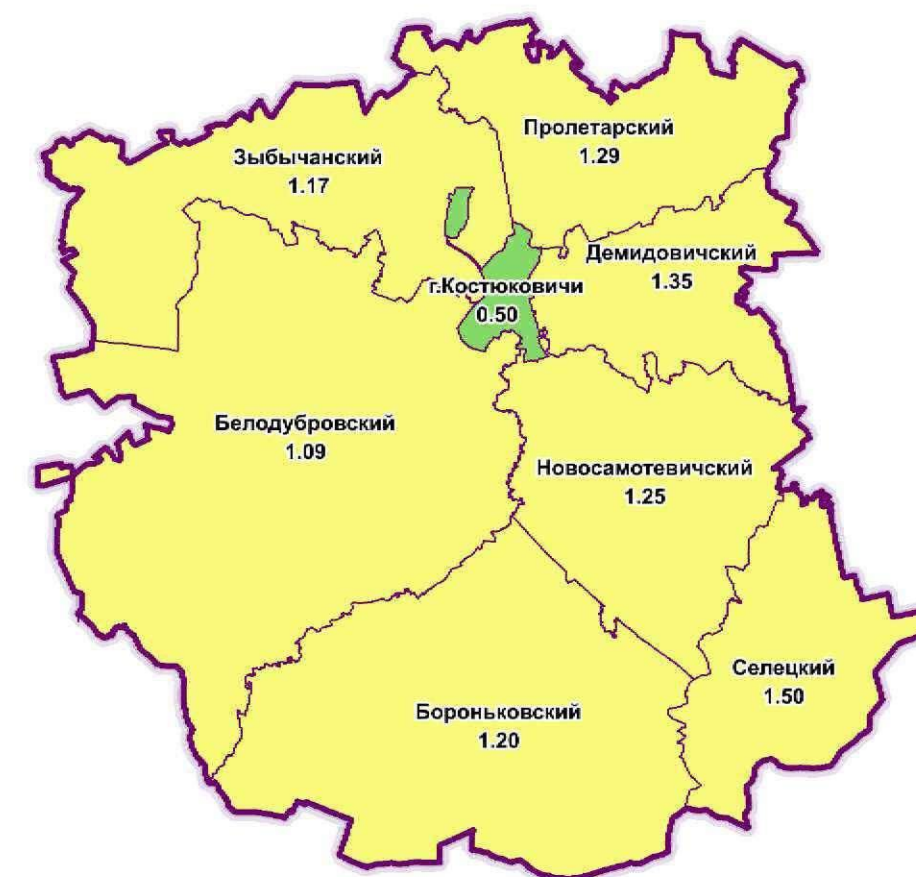 Пролетарский
1.29
Зыбычанский
1.17
Демидовичский
1.35
г.Костюковичи
0.50
Белодубровский
1.09
Новосамотевичский
1.25
Селецкий
1.50
Бороньковский
1.20